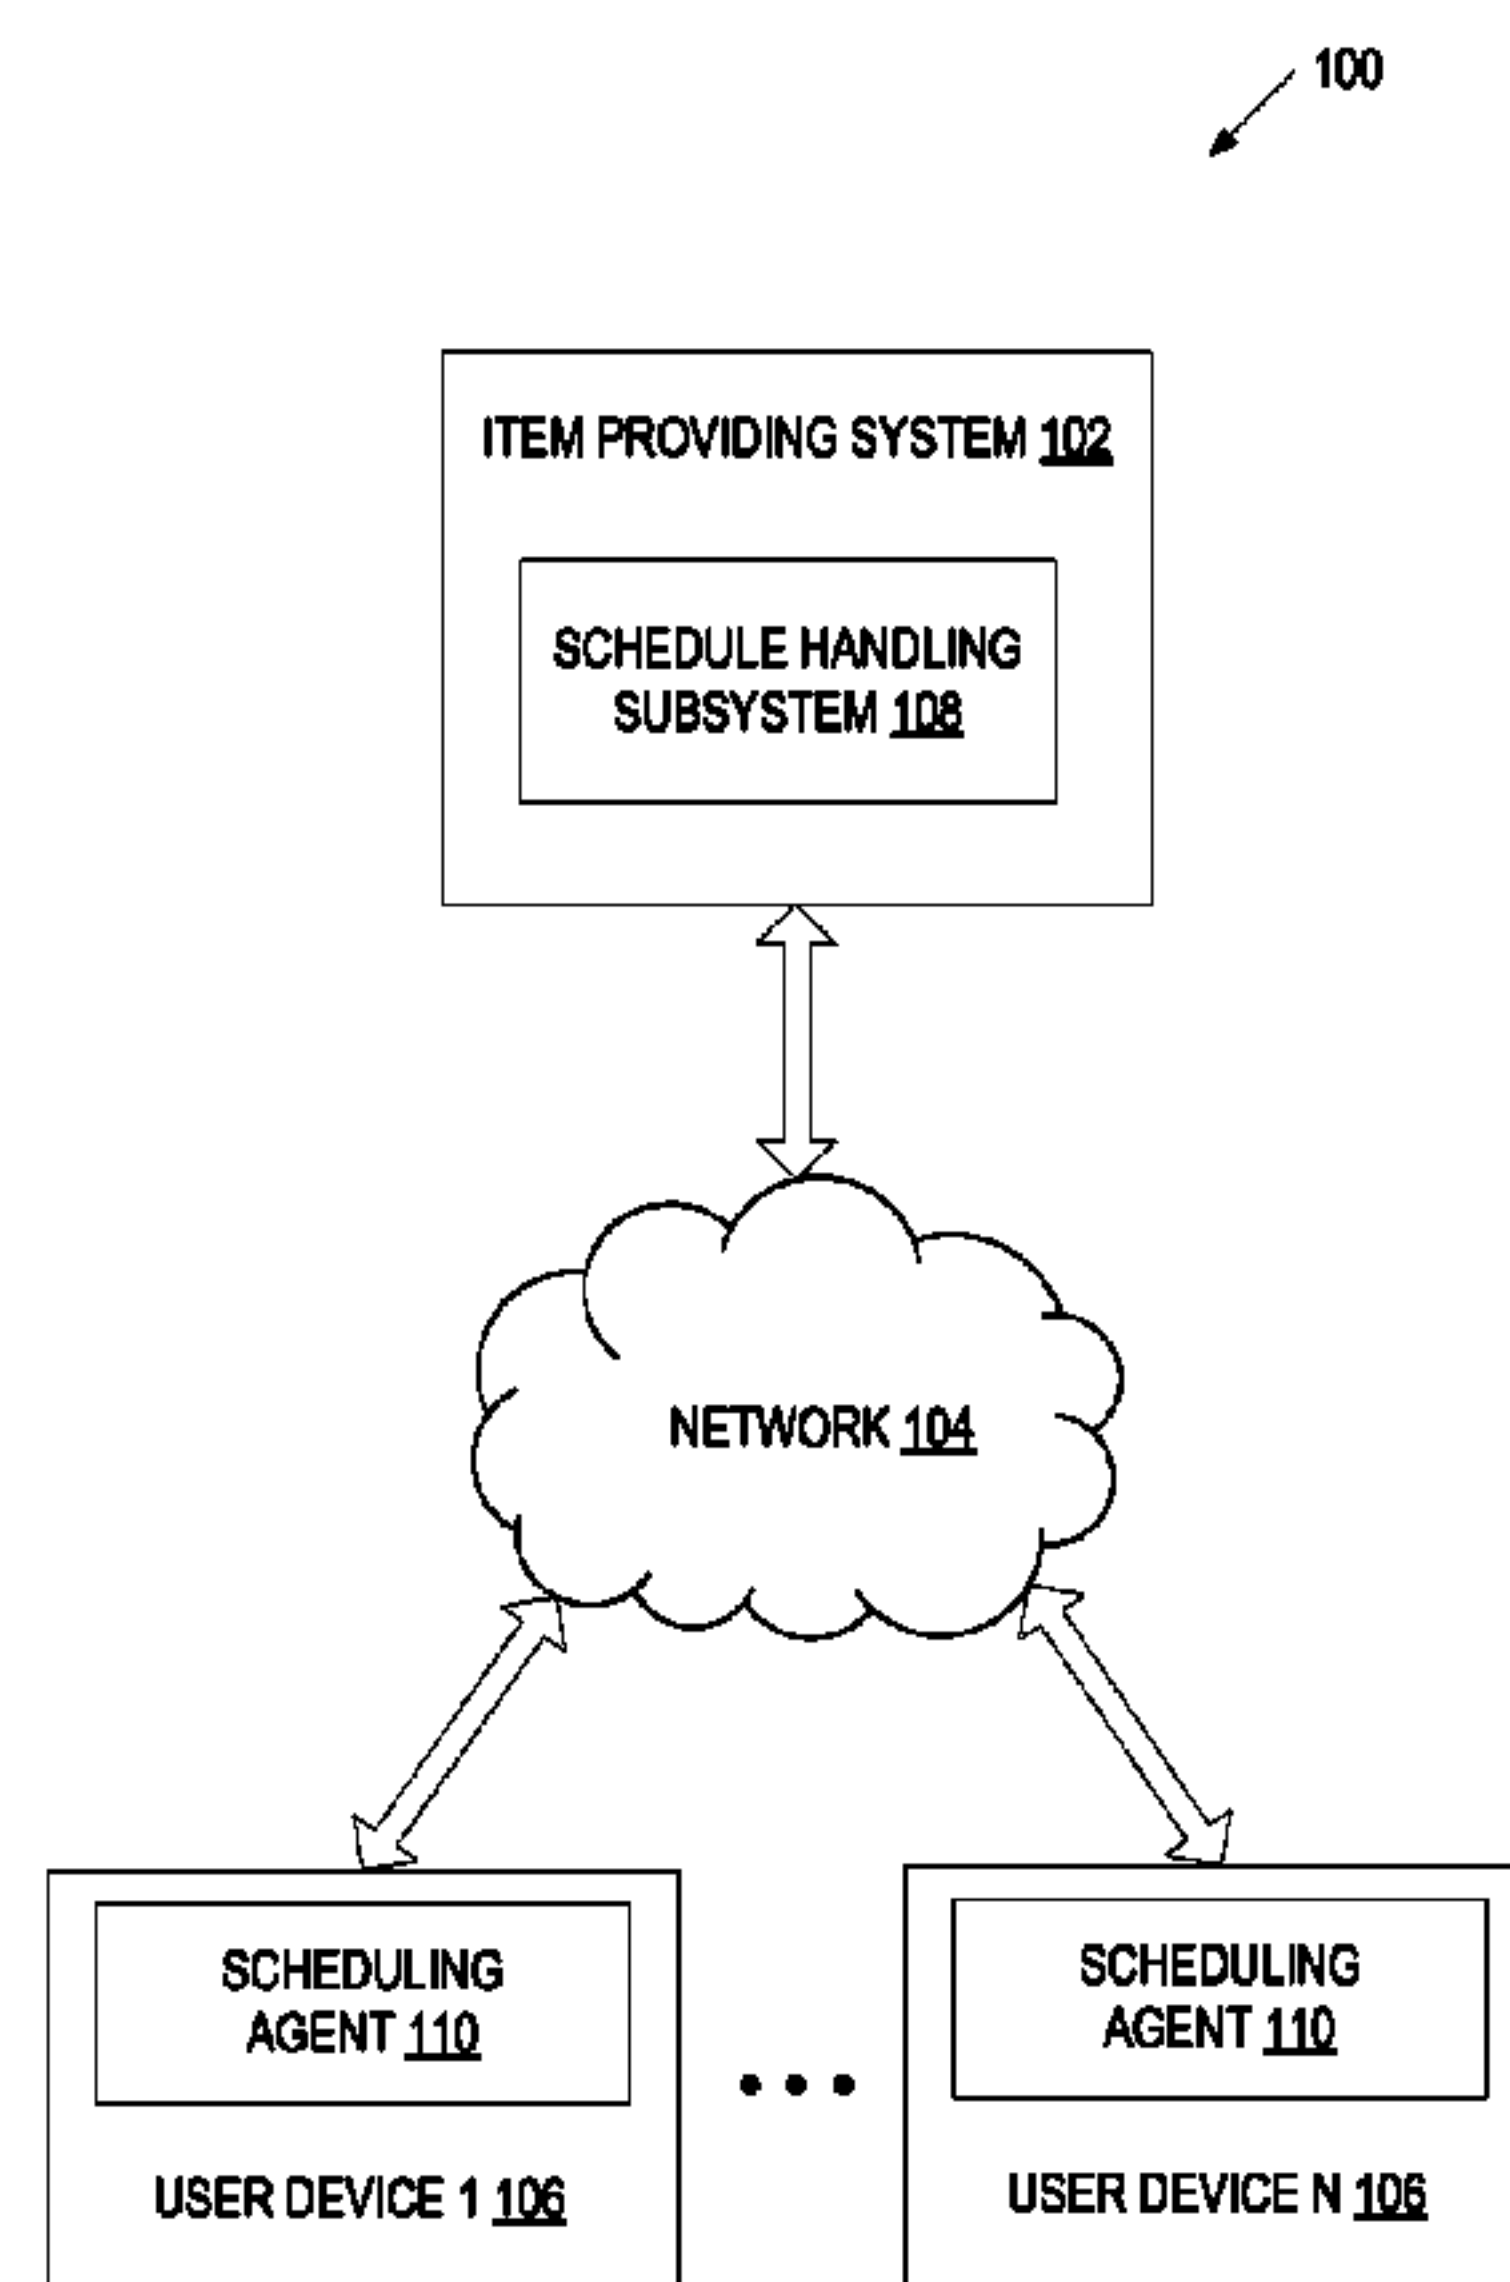 100
ITEM PROVIDING SYSTEM 102
SCHEDULE HANDLING
SUBSYSTEM 108
NETWORK 104
SCHEDULING
AGENT 110
USER DEVICE 1 106
SCHEDULING
AGENT 110
USER DEVICE N 106